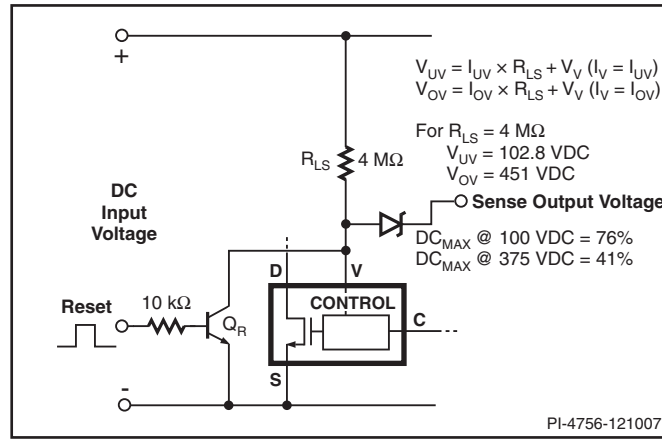 +
V_UV = I_UV × R_LS + V_V (I_V = I_UV)
V_OV = I_OV × R_LS + V_V (I_V = I_OV)
For R_LS = 4 MΩ
V_UV = 102.8 VDC
V_OV = 451 VDC
R_LS 4 MΩ
DC
Input
Voltage
Sense Output Voltage
DC_MAX @ 100 VDC = 76%
DC_MAX @ 375 VDC = 41%
D V
CONTROL
C
Reset 10 kΩ
Q_R
S
-
PI-4756-121007